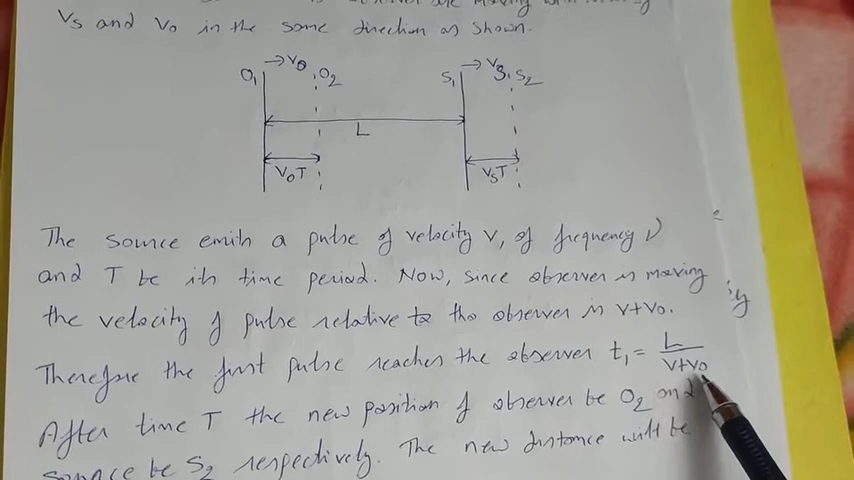 Vs and Vo in the same direction as shown.
O1 → Vo O2 S1 → Vs S2
L
VoT VsT
The source emits a pulse of velocity V, of frequency ν
and T be its time period. Now, since observer is moving
the velocity of pulse relative to the observer is V+Vo.
Therefore the first pulse reaches the observer t1 = L / V+Vo
After time T the new position of observer be O2 and
source be S2 respectively. The new distance will be